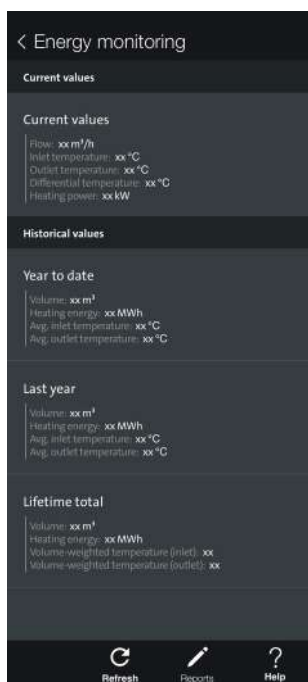 Energy monitoring
Current values
Current values
Flow: xx m³/h
Inlet temperature: xx °C
Outlet temperature: xx °C
Differential temperature: xx °C
Heating power: xx kW
Historical values
Year to date
Volume: xx m³
Heating energy: xx MWh
Avg. inlet temperature: xx °C
Avg. outlet temperature: xx °C
Last year
Volume: xx m³
Heating energy: xx MWh
Avg. inlet temperature: xx °C
Avg. outlet temperature: xx °C
Lifetime total
Volume: xx m³
Heating energy: xx MWh
Volume-weighted temperature (inlet): xx
Volume-weighted temperature (outlet): xx
Refresh Reports Help